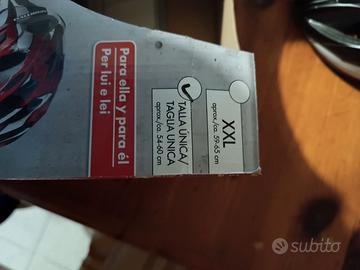 Para ella y para él
Per lui e lei
TALLA ÚNICA/
TAGLIA UNICA
aprox./ca. 54-60 cm
XXL
aprox./ca. 59-65 cm
subito